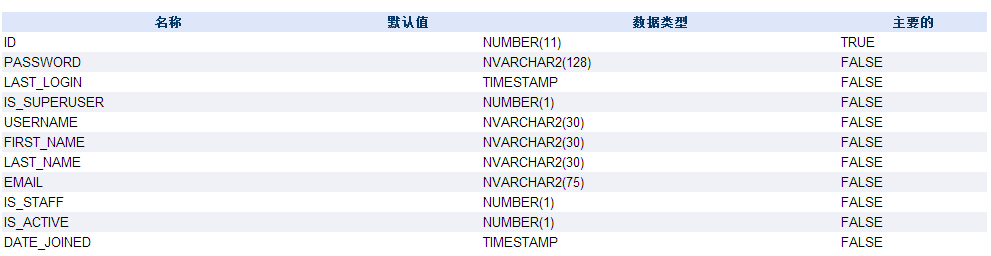 名称 默认值 数据类型 主要的
ID NUMBER(11) TRUE
PASSWORD NVARCHAR2(128) FALSE
LAST_LOGIN TIMESTAMP FALSE
IS_SUPERUSER NUMBER(1) FALSE
USERNAME NVARCHAR2(30) FALSE
FIRST_NAME NVARCHAR2(30) FALSE
LAST_NAME NVARCHAR2(30) FALSE
EMAIL NVARCHAR2(75) FALSE
IS_STAFF NUMBER(1) FALSE
IS_ACTIVE NUMBER(1) FALSE
DATE_JOINED TIMESTAMP FALSE